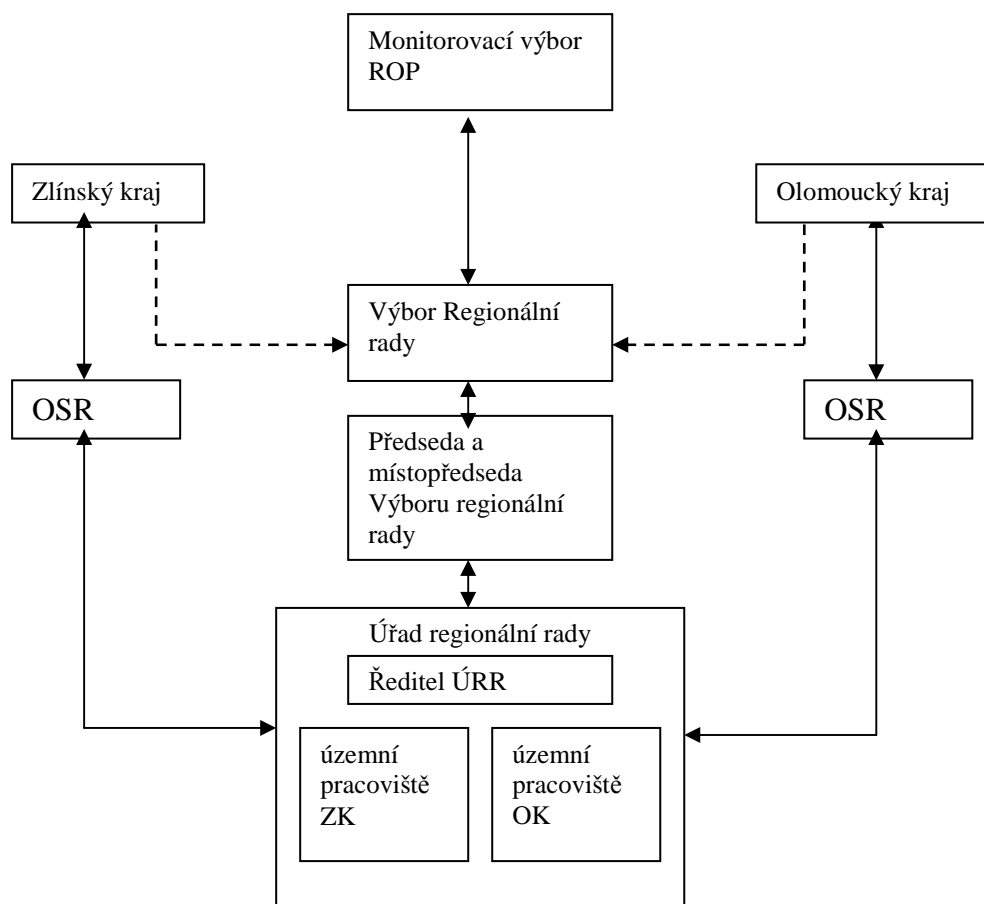 Monitorovací výbor
ROP
Zlínský kraj
Olomoucký kraj
Výbor Regionální
rady
OSR
OSR
Předseda a
místopředseda
Výboru regionální
rady
Úřad regionální rady
Ředitel ÚRR
územní
pracoviště
ZK
územní
pracoviště
OK